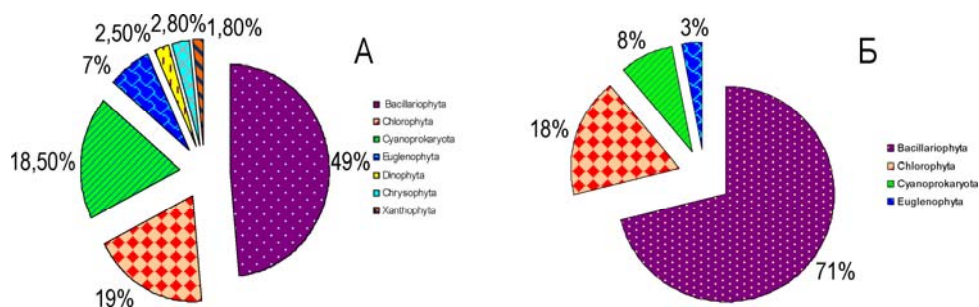 2,50%
2,80%
1,80%
7%
18,50%
19%
49%
А
Bacillariophyta
Chlorophyta
Cyanoprokaryota
Euglenophyta
Dinophyta
Chrysophyta
Xanthophyta
3%
8%
18%
71%
Б
Bacillariophyta
Chlorophyta
Cyanoprokaryota
Euglenophyta